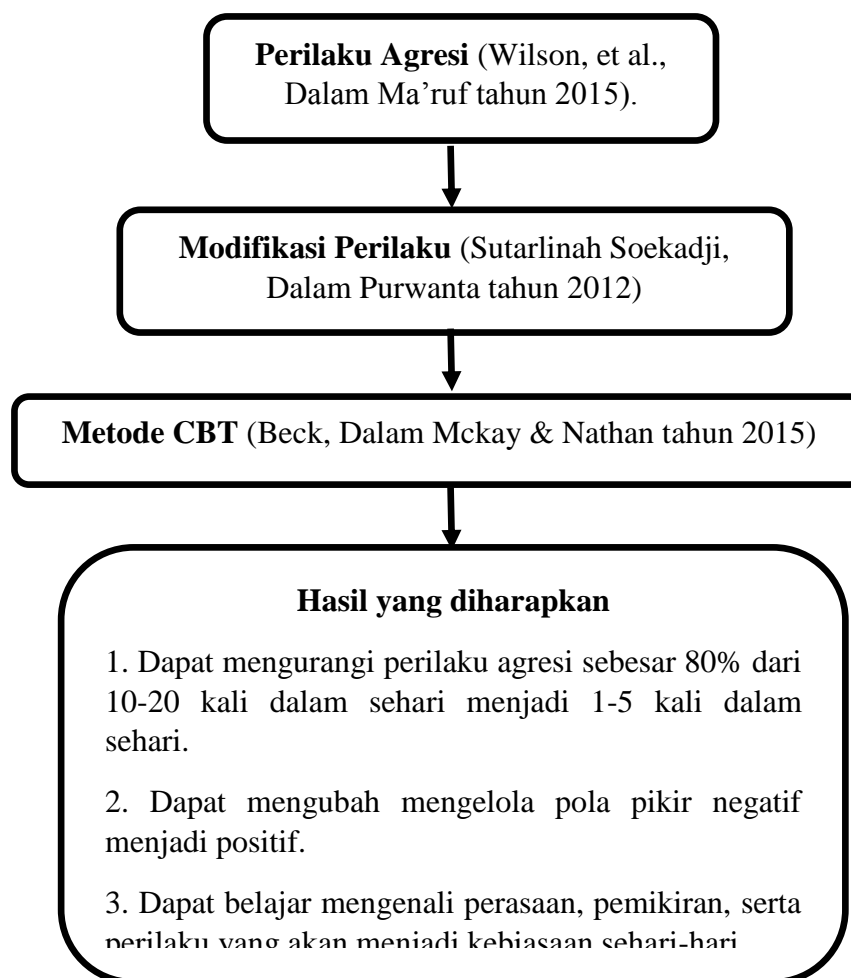 Perilaku Agresi (Wilson, et al.,
Dalam Ma’ruf tahun 2015).
Modifikasi Perilaku (Sutarlinah Soekadji,
Dalam Purwanta tahun 2012)
Metode CBT (Beck, Dalam Mckay & Nathan tahun 2015)
Hasil yang diharapkan
1. Dapat mengurangi perilaku agresi sebesar 80% dari
10-20 kali dalam sehari menjadi 1-5 kali dalam
sehari.
2. Dapat mengubah mengelola pola pikir negatif
menjadi positif.
3. Dapat belajar mengenali perasaan, pemikiran, serta
perilaku yang akan menjadi kebiasaan sehari-hari